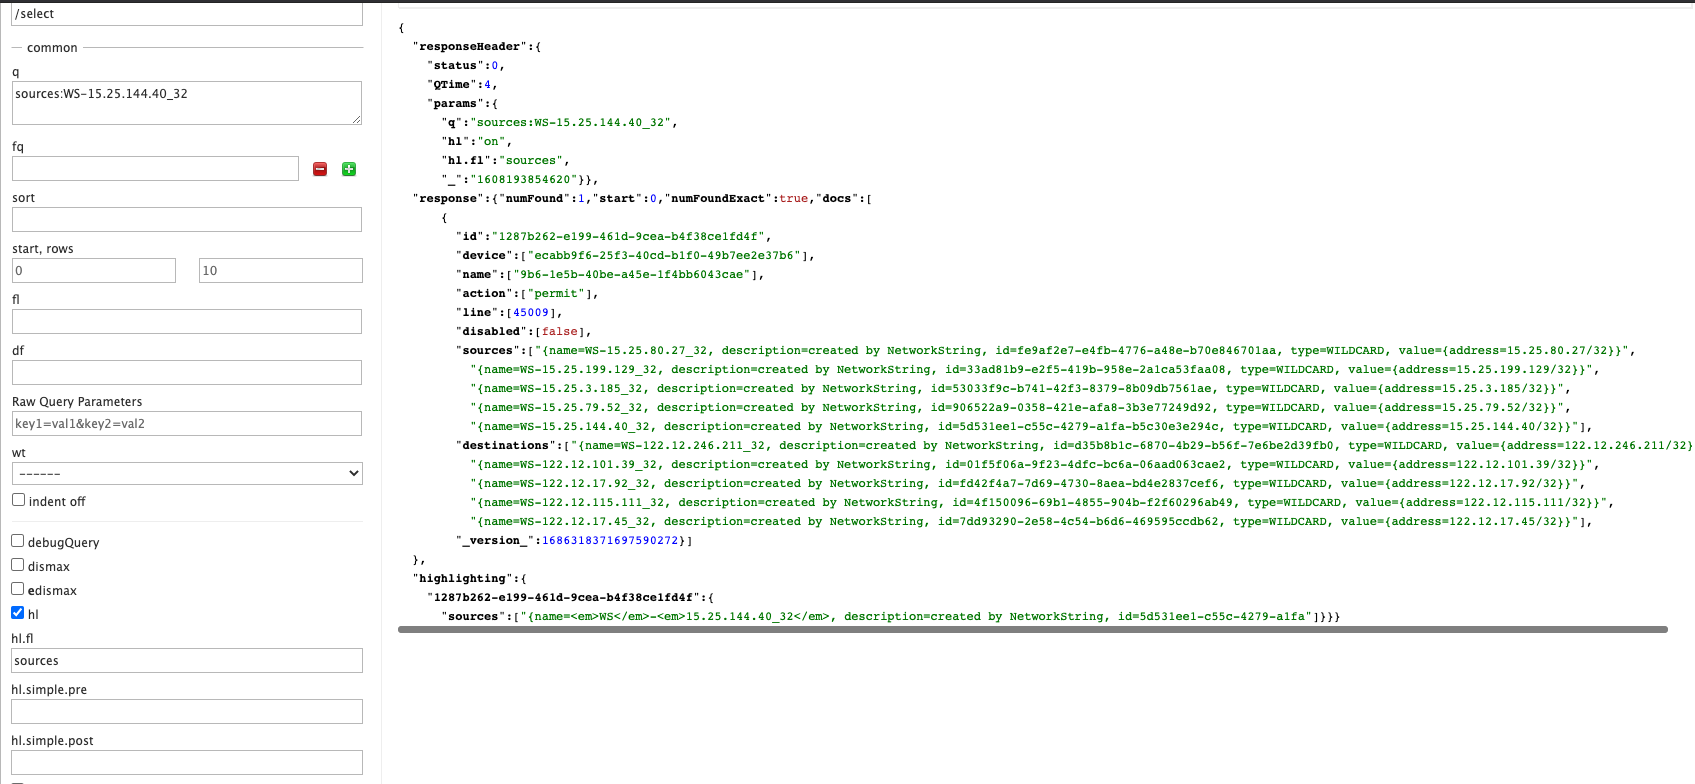 /select
common
q
sources:WS-15.25.144.40_32
fq
sort
start, rows
0
10
fl
df
Raw Query Parameters
key1=val1&key2=val2
wt
------
indent off
debugQuery
dismax
edismax
hl
hl.fl
sources
hl.simple.pre
hl.simple.post
{
"responseHeader":{
"status":0,
"QTime":4,
"params":{
"q":"sources:WS-15.25.144.40_32",
"hl":"on",
"hl.fl":"sources",
"_":"1608193854620"}},
"response":{"numFound":1,"start":0,"numFoundExact":true,"docs":[
{
"id":"1287b262-e199-461d-9cea-b4f38ce1fd4f",
"device":["ecabb9f6-25f3-40cd-b1f0-49b7ee2e37b6"],
"name":["9b6-1e5b-40be-a45e-1f4bb6043cae"],
"action":["permit"],
"line":[45009],
"disabled":[false],
"sources":["{name=WS-15.25.80.27_32, description=created by NetworkString, id=fe9af2e7-e4fb-4776-a48e-b70e846701aa, type=WILDCARD, value={address=15.25.80.27/32}}",
"{name=WS-15.25.199.129_32, description=created by NetworkString, id=33ad81b9-e2f5-419b-958e-2a1ca53faa08, type=WILDCARD, value={address=15.25.199.129/32}}",
"{name=WS-15.25.3.185_32, description=created by NetworkString, id=53033f9c-b741-42f3-8379-8b09db7561ae, type=WILDCARD, value={address=15.25.3.185/32}}",
"{name=WS-15.25.79.52_32, description=created by NetworkString, id=906522a9-0358-421e-afa8-3b3e77249d92, type=WILDCARD, value={address=15.25.79.52/32}}",
"{name=WS-15.25.144.40_32, description=created by NetworkString, id=5d531ee1-c55c-4279-a1fa-b5c30e3e294c, type=WILDCARD, value={address=15.25.144.40/32}}"],
"destinations":["{name=WS-122.12.246.211_32, description=created by NetworkString, id=d35b8b1c-6870-4b29-b56f-7e6be2d39fb0, type=WILDCARD, value={address=122.12.246.211/32}
"{name=WS-122.12.101.39_32, description=created by NetworkString, id=01f5f06a-9f23-4dfc-bc6a-06aad063cae2, type=WILDCARD, value={address=122.12.101.39/32}}",
"{name=WS-122.12.17.92_32, description=created by NetworkString, id=fd42f4a7-7d69-4730-8aea-bd4e2837cef6, type=WILDCARD, value={address=122.12.17.92/32}}",
"{name=WS-122.12.115.111_32, description=created by NetworkString, id=4f150096-69b1-4855-904b-f2f60296ab49, type=WILDCARD, value={address=122.12.115.111/32}}",
"{name=WS-122.12.17.45_32, description=created by NetworkString, id=7dd93290-2e58-4c54-b6d6-469595ccdb62, type=WILDCARD, value={address=122.12.17.45/32}}"],
"_version_":1686318371697590272}]
},
"highlighting":{
"1287b262-e199-461d-9cea-b4f38ce1fd4f":{
"sources":["{name=<em>WS</em>-<em>15.25.144.40_32</em>, description=created by NetworkString, id=5d531ee1-c55c-4279-a1fa"]}}}